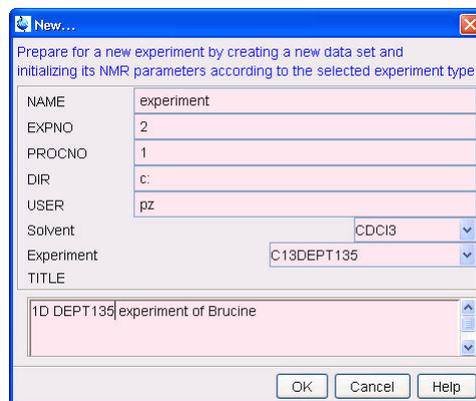 New...
Prepare for a new experiment by creating a new data set and
initializing its NMR parameters according to the selected experiment type
NAME experiment
EXPNO 2
PROCNO 1
DIR c:
USER pz
Solvent CDCl3
Experiment C13DEPT135
TITLE
1D DEPT135 experiment of Brucine
OK Cancel Help